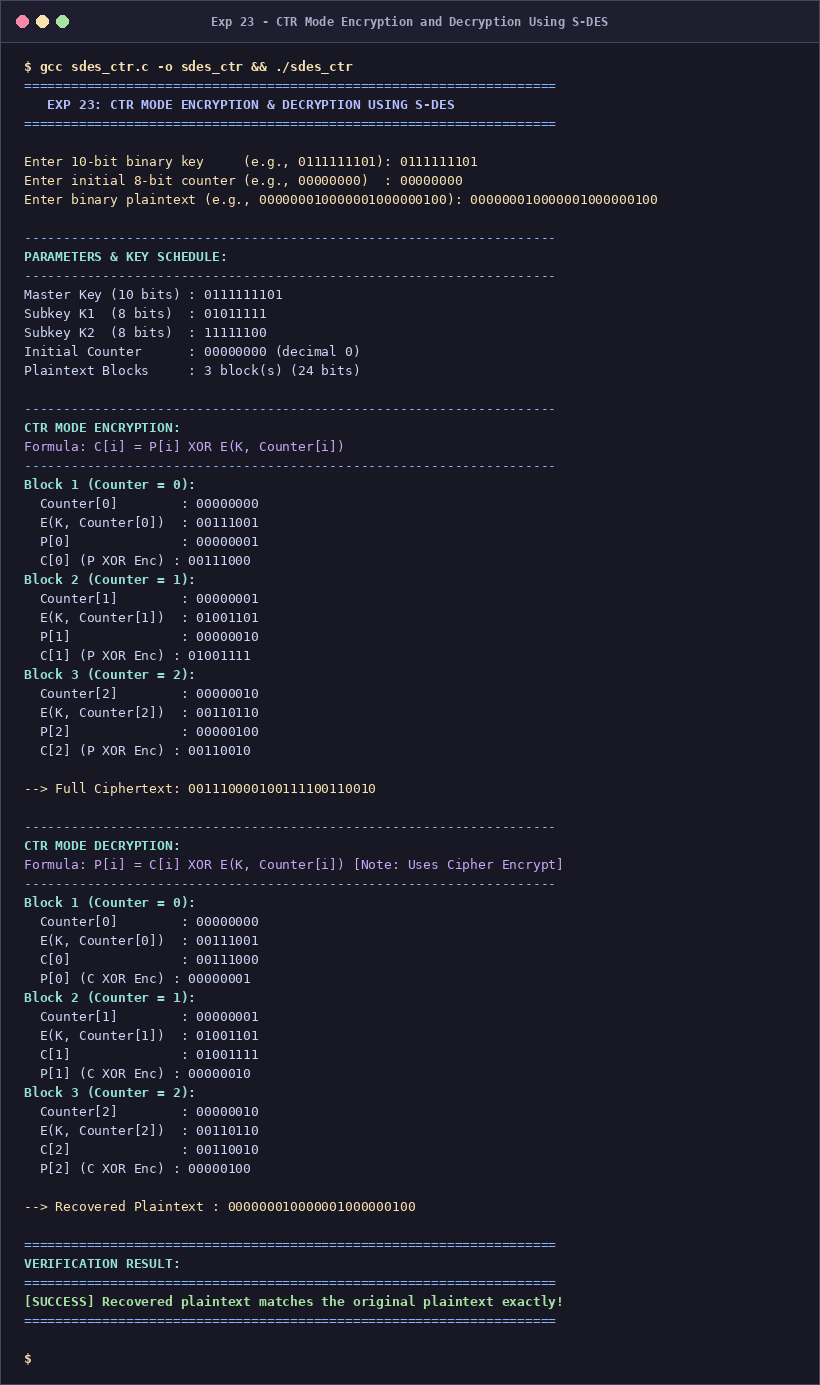 Exp 23 - CTR Mode Encryption and Decryption Using S-DES
$ gcc sdes_ctr.c -o sdes_ctr && ./sdes_ctr
====================================================================
   EXP 23: CTR MODE ENCRYPTION & DECRYPTION USING S-DES
====================================================================

Enter 10-bit binary key     (e.g., 0111111101): 0111111101
Enter initial 8-bit counter (e.g., 00000000)  : 00000000
Enter binary plaintext (e.g., 000000010000001000000100): 000000010000001000000100

--------------------------------------------------------------------
PARAMETERS & KEY SCHEDULE:
--------------------------------------------------------------------
Master Key (10 bits) : 0111111101
Subkey K1  (8 bits)  : 01011111
Subkey K2  (8 bits)  : 11111100
Initial Counter      : 00000000 (decimal 0)
Plaintext Blocks     : 3 block(s) (24 bits)

--------------------------------------------------------------------
CTR MODE ENCRYPTION:
Formula: C[i] = P[i] XOR E(K, Counter[i])
--------------------------------------------------------------------
Block 1 (Counter = 0):
  Counter[0]        : 00000000
  E(K, Counter[0])  : 00111001
  P[0]              : 00000001
  C[0] (P XOR Enc) : 00111000
Block 2 (Counter = 1):
  Counter[1]        : 00000001
  E(K, Counter[1])  : 01001101
  P[1]              : 00000010
  C[1] (P XOR Enc) : 01001111
Block 3 (Counter = 2):
  Counter[2]        : 00000010
  E(K, Counter[2])  : 00110110
  P[2]              : 00000100
  C[2] (P XOR Enc) : 00110010

--> Full Ciphertext: 001110000100111100110010

--------------------------------------------------------------------
CTR MODE DECRYPTION:
Formula: P[i] = C[i] XOR E(K, Counter[i]) [Note: Uses Cipher Encrypt]
--------------------------------------------------------------------
Block 1 (Counter = 0):
  Counter[0]        : 00000000
  E(K, Counter[0])  : 00111001
  C[0]              : 00111000
  P[0] (C XOR Enc) : 00000001
Block 2 (Counter = 1):
  Counter[1]        : 00000001
  E(K, Counter[1])  : 01001101
  C[1]              : 01001111
  P[1] (C XOR Enc) : 00000010
Block 3 (Counter = 2):
  Counter[2]        : 00000010
  E(K, Counter[2])  : 00110110
  C[2]              : 00110010
  P[2] (C XOR Enc) : 00000100

--> Recovered Plaintext : 000000010000001000000100

====================================================================
VERIFICATION RESULT:
====================================================================
[SUCCESS] Recovered plaintext matches the original plaintext exactly!
====================================================================

$